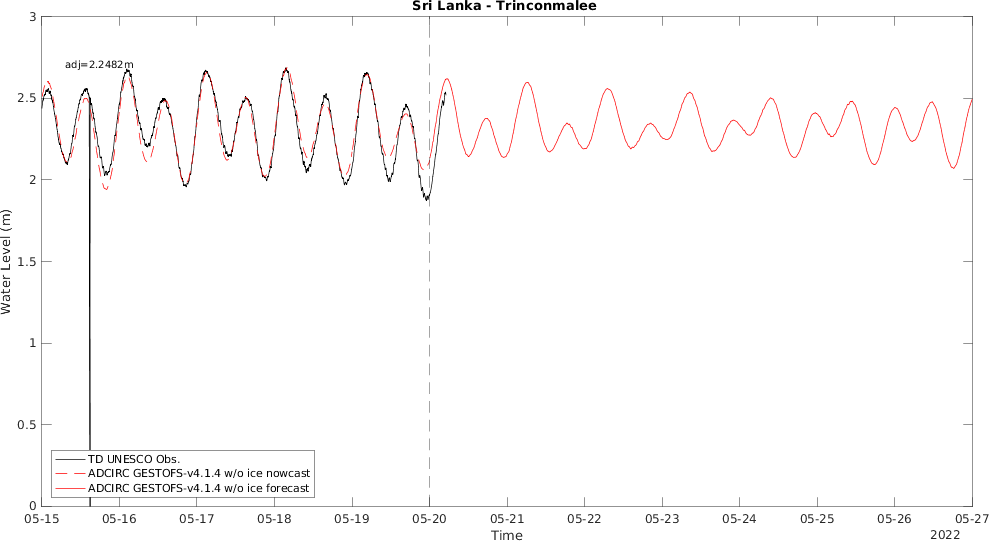 Sri Lanka - Trinconmalee
adj=2.2482m
3
2.5
2
1.5
1
0.5
0
Water Level (m)
TD UNESCO Obs.
ADCIRC GESTOFS-v4.1.4 w/o ice nowcast
ADCIRC GESTOFS-v4.1.4 w/o ice forecast
05-15 05-16 05-17 05-18 05-19 05-20 05-21 05-22 05-23 05-24 05-25 05-26 05-27
Time
2022